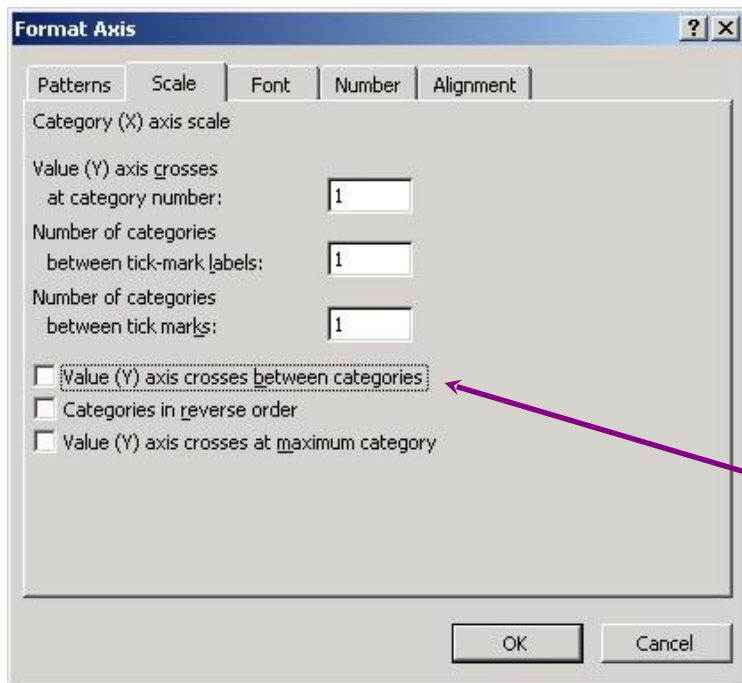 Format Axis
Patterns Scale Font Number Alignment
Category (X) axis scale
Value (Y) axis crosses
at category number: 1
Number of categories
between tick-mark labels: 1
Number of categories
between tick marks: 1
Value (Y) axis crosses between categories
Categories in reverse order
Value (Y) axis crosses at maximum category
OK Cancel